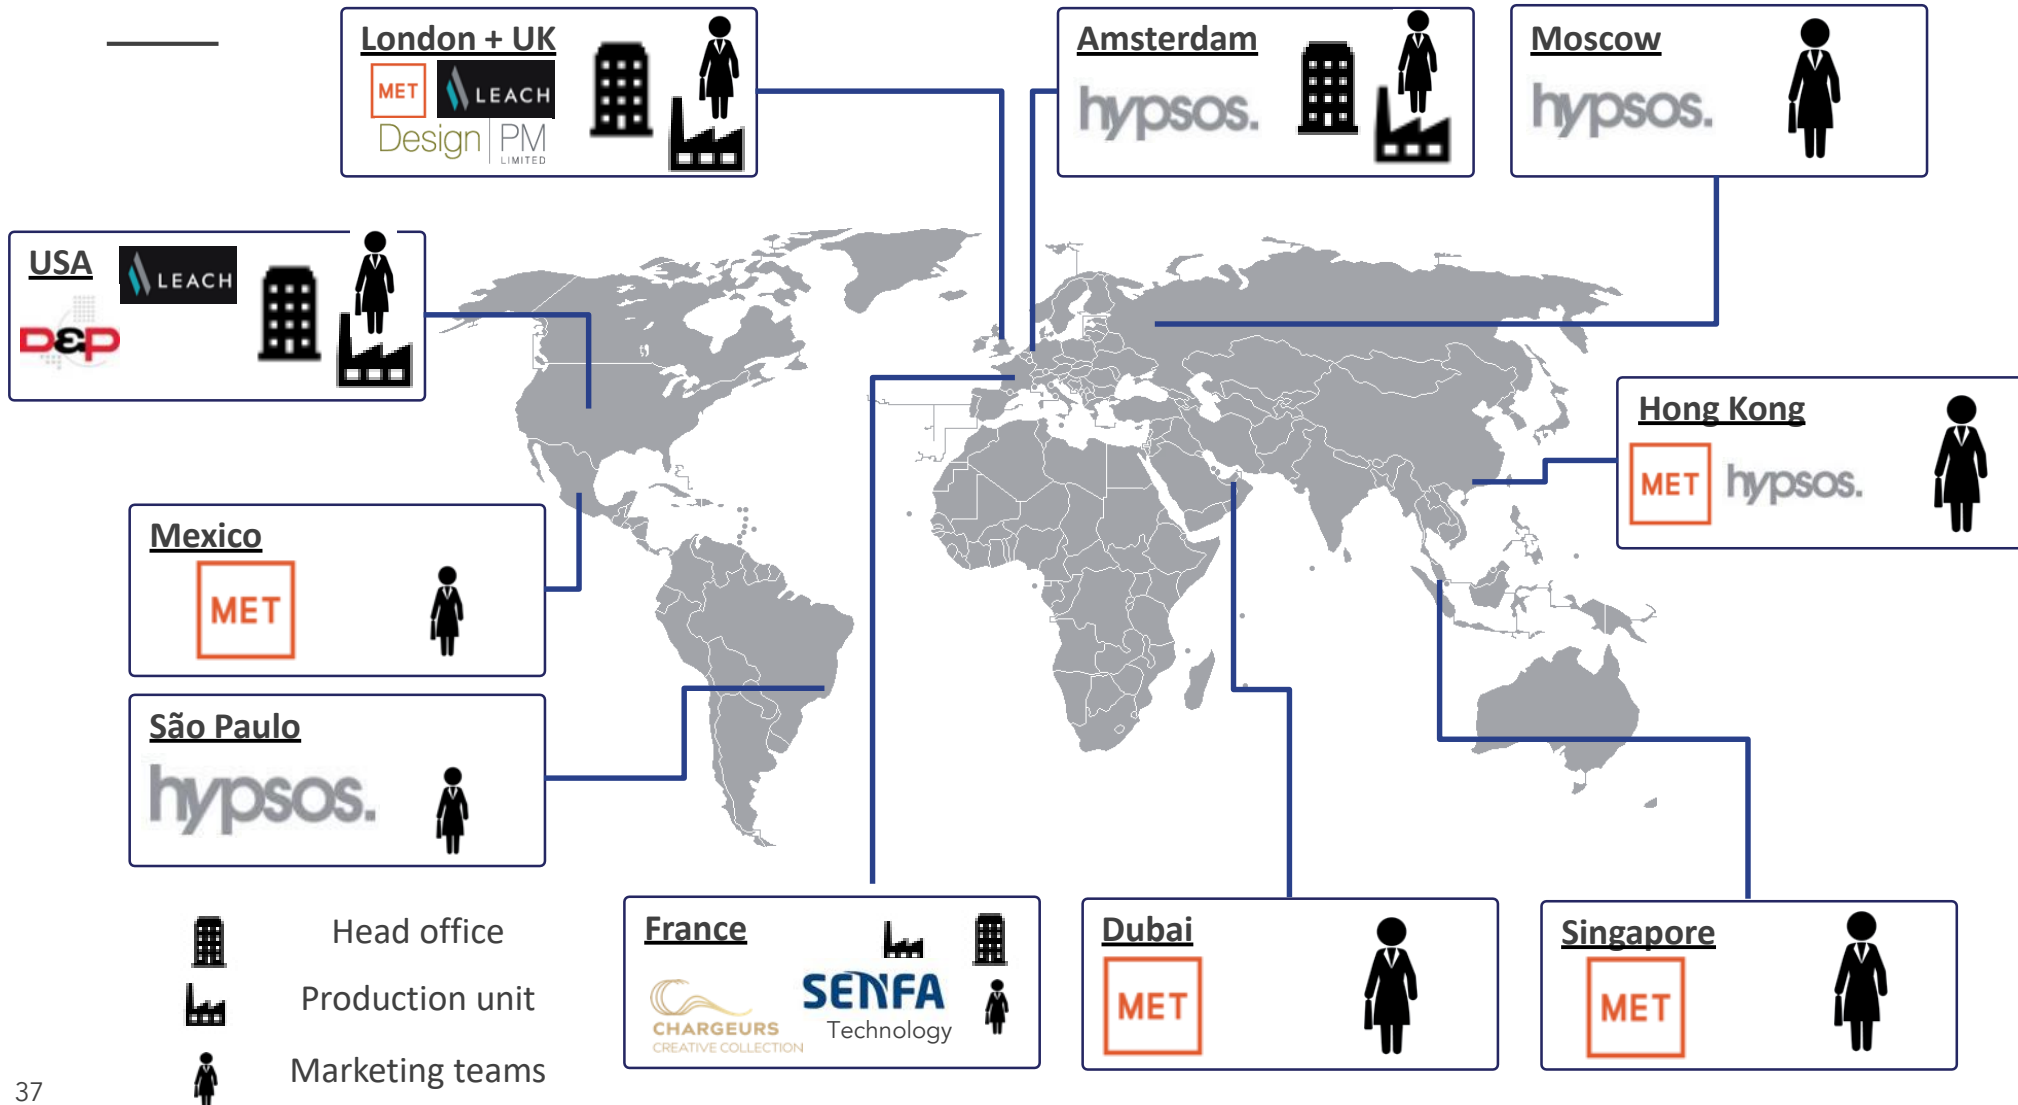 London + UK
MET
LEACH
Design PM
LIMITED
Amsterdam
hypsos.
Moscow
hypsos.
USA
LEACH
D&P
Hong Kong
MET hypsos.
Mexico
MET
São Paulo
hypsos.
Head office
Production unit
Marketing teams
France
CHARGEURS
CREATIVE COLLECTION
SENFA
Technology
Dubai
MET
Singapore
MET
37